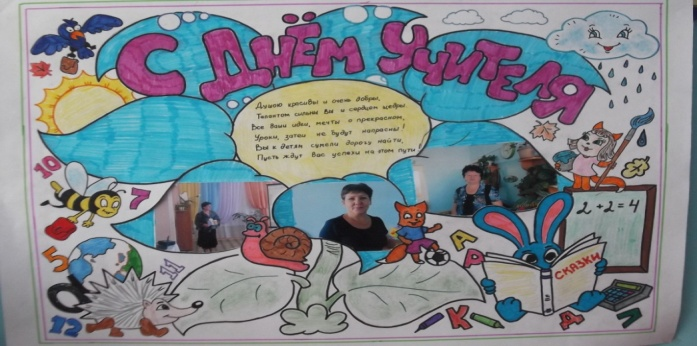 С ДНЁМ УЧИТЕЛЯ
Душою красивы и очень добры,
Талантом сильны Вы и сердцем щедры.
Все ваши идеи, мечты о прекрасном,
Уроки, затеи не будут напрасны!
Вы к детям сумели дорогу найти,
Пусть ждут Вас успехи на этом пути!
10
7
5
11
12
2+2=4
СКАЗКИ
А
Р
К
Д
Л